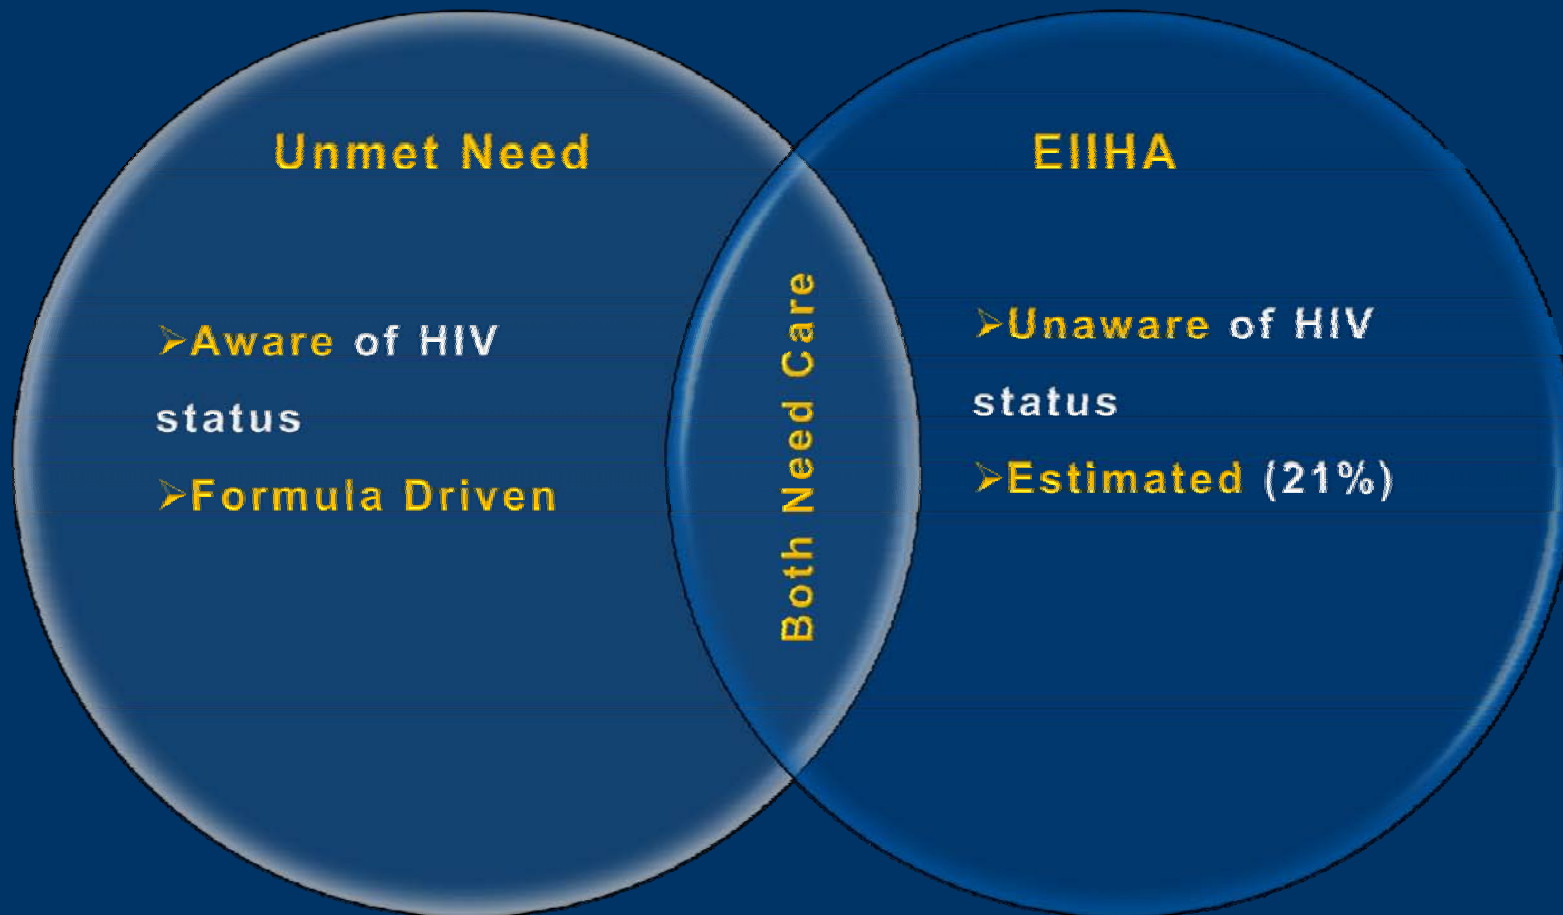 Unmet Need
➢Aware of HIV
status
➢Formula Driven
Both Need Care
EIIHA
➢Unaware of HIV
status
➢Estimated (21%)